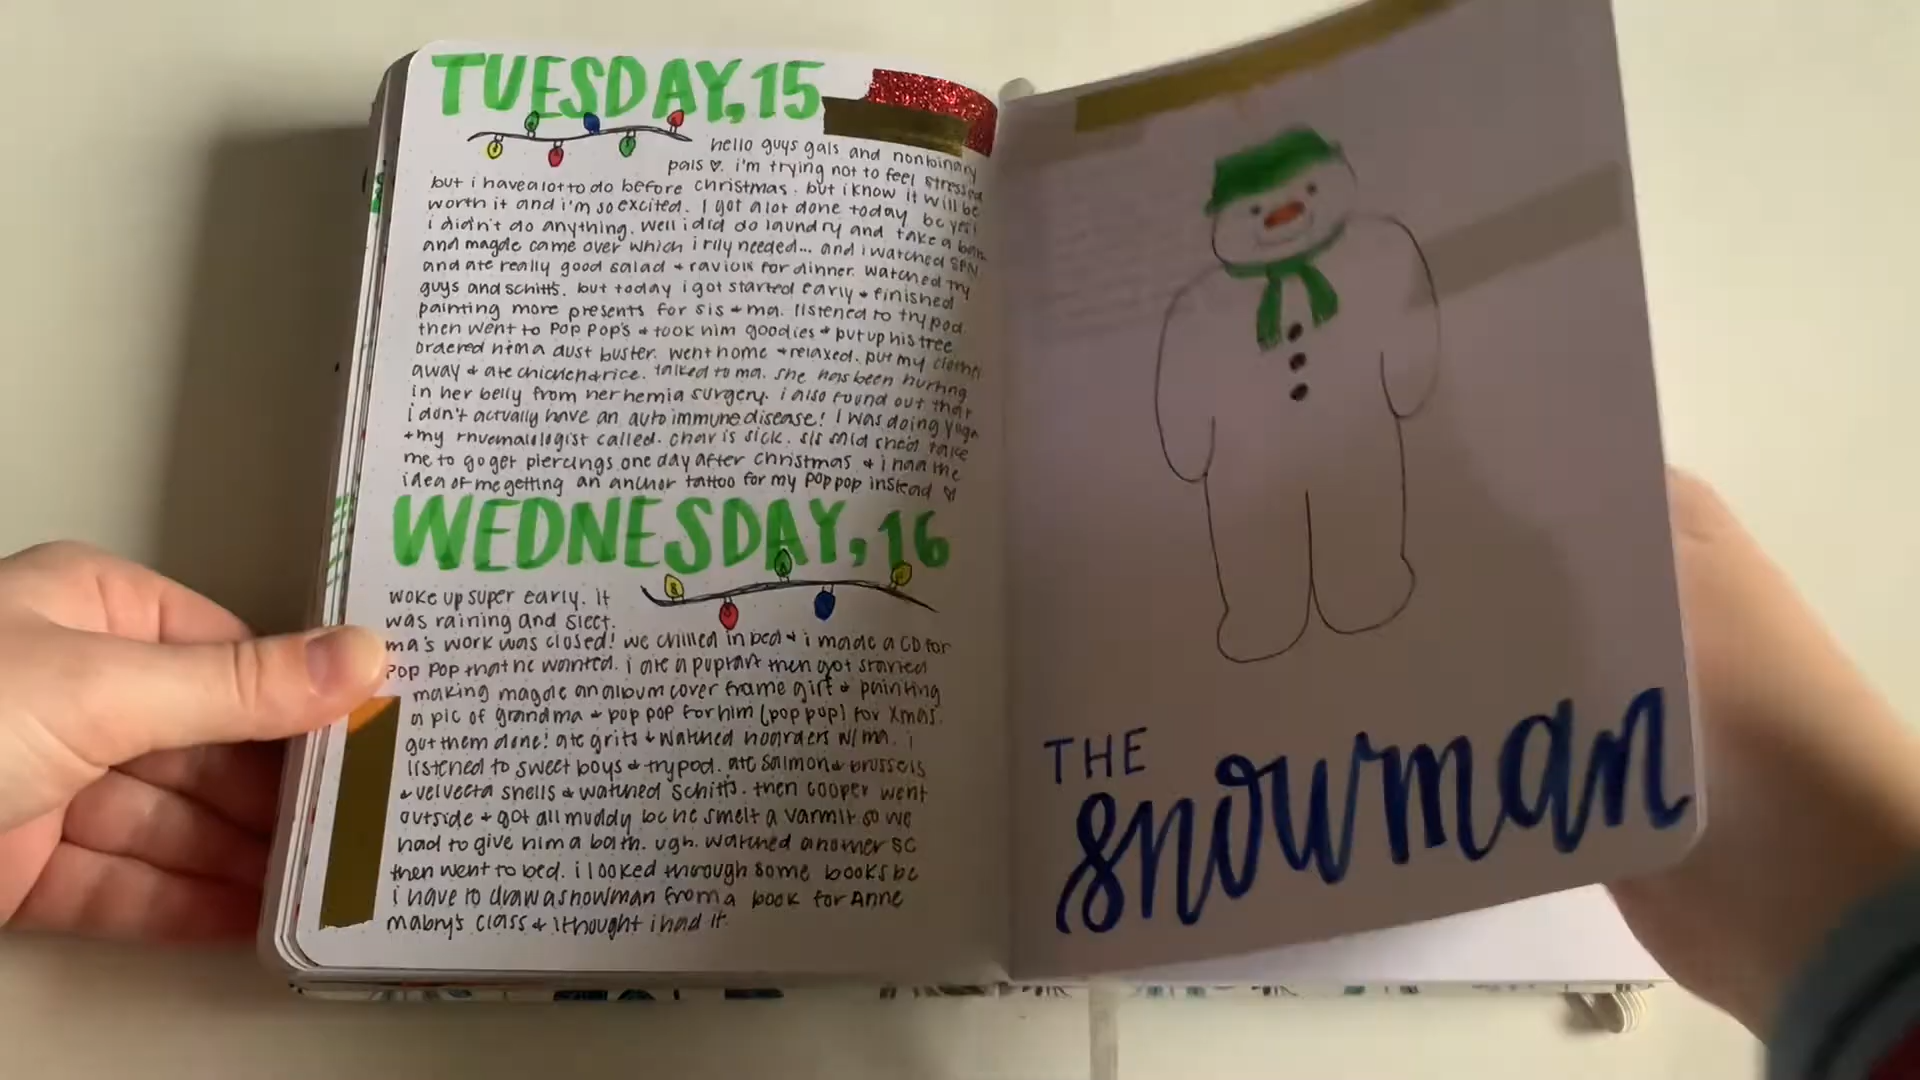 TUESDAY, 15
hello guys gals and nonbinary
pals ♡. i'm trying not to feel stressed
but i have a lot to do before christmas. but i know it will be
worth it and i'm so excited. I got a lot done today bc yest
i didn't do anything. well i did do laundry and take a bath
and magde came over which i rlly needed... and i watched SPN
and ate really good salad + ravioli for dinner. watched try
guys and schitt's. but today i got started early + finished
painting more presents for sis + ma. listened to trypod.
then went to pop pop's + took him goodies + put up his tree
ordered him a dust buster. went home + relaxed. put my clothes
away + ate chicken + rice. talked to ma. she has been hurting
in her belly from her hernia surgery. i also found out that
i don't actually have an autoimmune disease! I was doing yoga
+ my rhuematologist called. char is sick. sis said she'd take
me to go get piercings one day after christmas + i had the
idea of me getting an anchor tattoo for my pop pop instead ♡
WEDNESDAY, 16
woke up super early. it
was raining and sleet.
ma's work was closed! we chilled in bed + i made a CD for
pop pop that he wanted. i ate a poptart then got started
making magde an album cover frame gift + painting
a pic of grandma + pop pop for him (pop pop) for xmas.
got them done! ate grits + watched hoarders w/ ma. i
listened to sweet boys + trypod. ate salmon + brussels
+ velvecta shells + watched schitt's. then cooper went
outside + got all muddy bc he smelt a varmit so we
had to give him a bath. ugh. watched another SC
then went to bed. i looked through some books bc
i have to draw a snowman from a book for Anne
mabry's class + i thought i had it.
THE
snowman